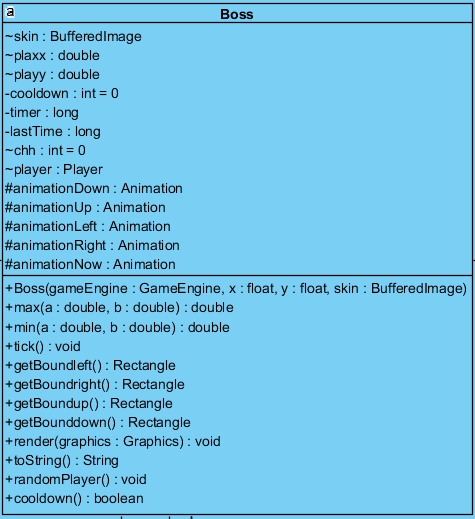 a
Boss
~skin : BufferedImage
~plaxx : double
~playy : double
-cooldown : int = 0
-timer : long
-lastTime : long
~chh : int = 0
~player : Player
#animationDown : Animation
#animationUp : Animation
#animationLeft : Animation
#animationRight : Animation
#animationNow : Animation
+Boss(gameEngine : GameEngine, x : float, y : float, skin : BufferedImage)
+max(a : double, b : double) : double
+min(a : double, b : double) : double
+tick() : void
+getBoundleft() : Rectangle
+getBoundright() : Rectangle
+getBoundup() : Rectangle
+getBounddown() : Rectangle
+render(graphics : Graphics) : void
+toString() : String
+randomPlayer() : void
+cooldown() : boolean